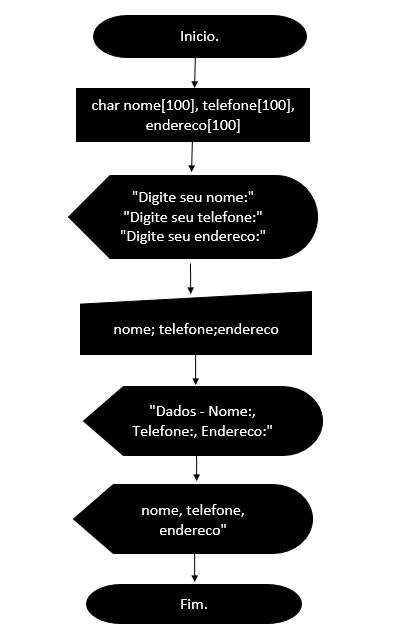 Inicio.
char nome[100], telefone[100],
endereco[100]
"Digite seu nome:"
"Digite seu telefone:"
"Digite seu endereco:"
nome; telefone;endereco
"Dados - Nome:,
Telefone:, Endereco:"
nome, telefone,
endereco"
Fim.